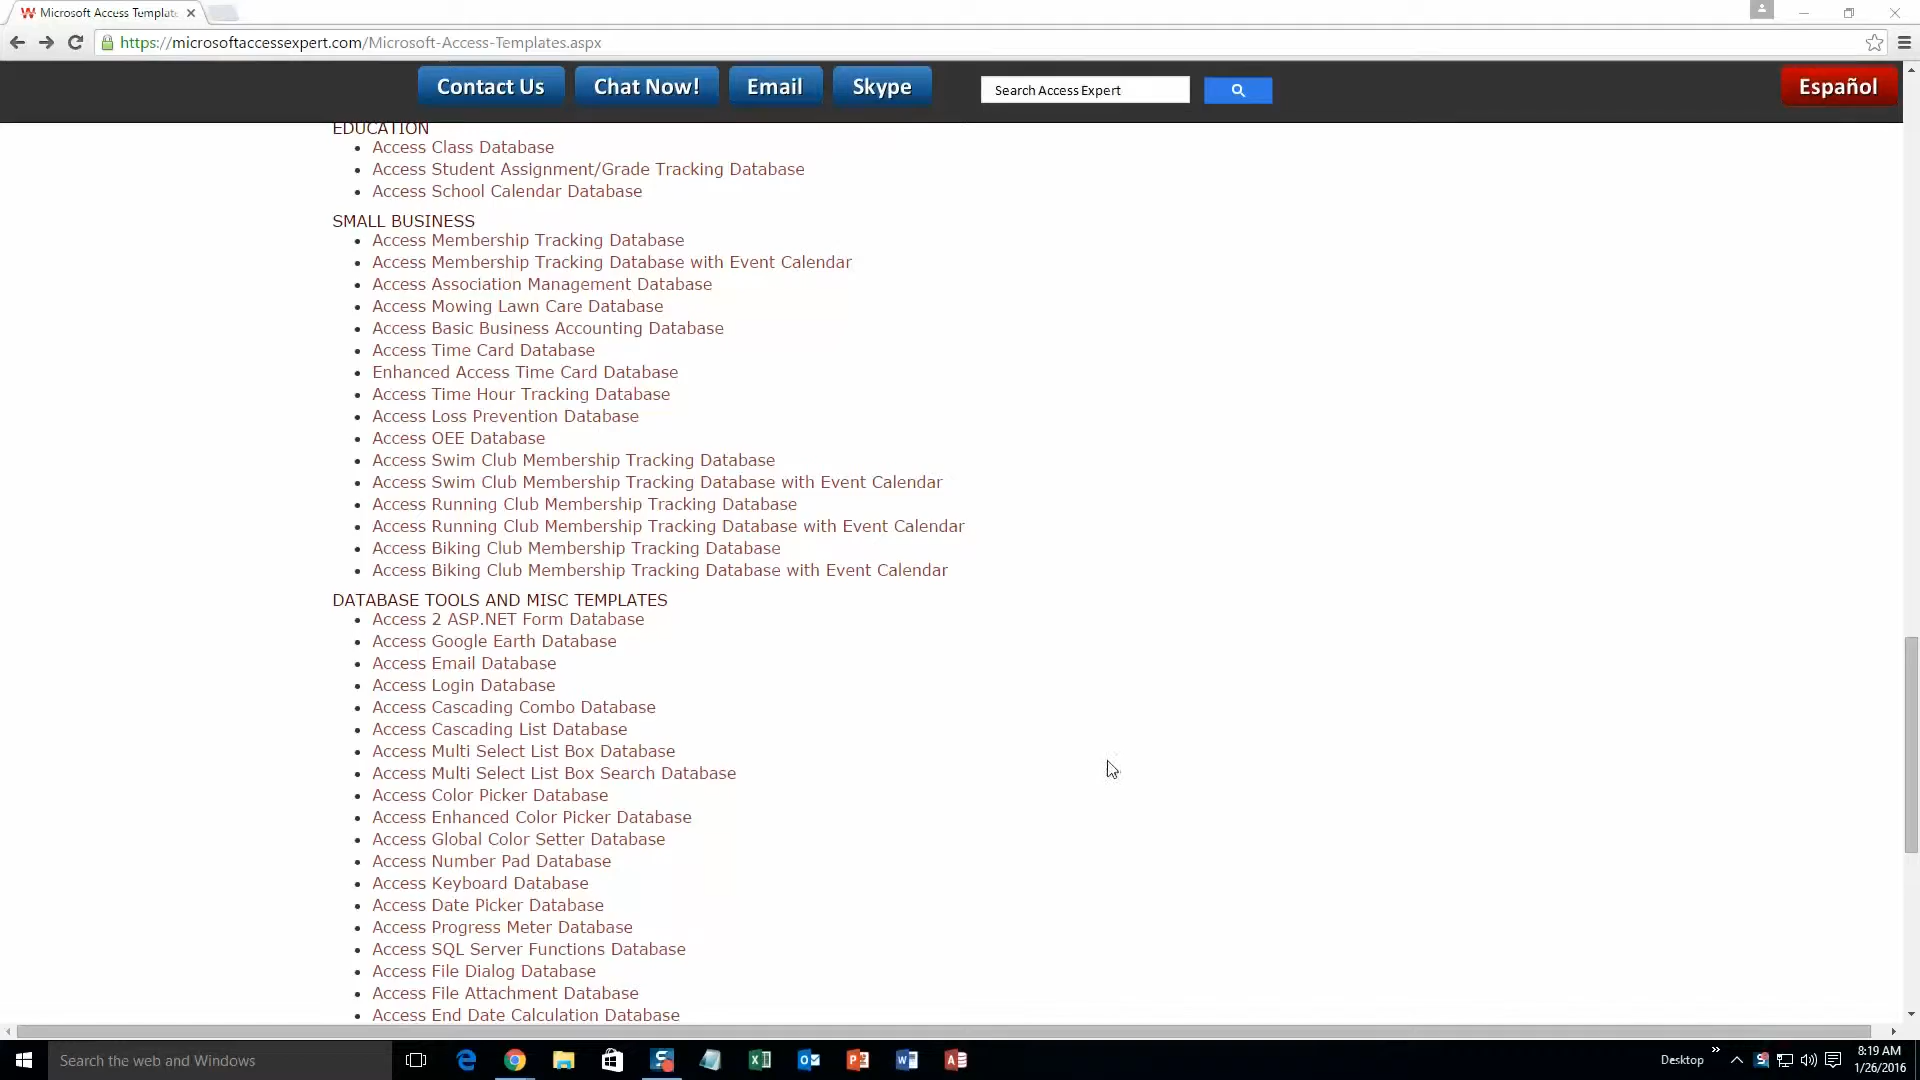 Microsoft Access Templat
https://microsoftaccessexpert.com/Microsoft-Access-Templates.aspx
Contact Us
Chat Now!
Email
Skype
Search Access Expert
Español
EDUCATION
Access Class Database
Access Student Assignment/Grade Tracking Database
Access School Calendar Database
SMALL BUSINESS
Access Membership Tracking Database
Access Membership Tracking Database with Event Calendar
Access Association Management Database
Access Mowing Lawn Care Database
Access Basic Business Accounting Database
Access Time Card Database
Enhanced Access Time Card Database
Access Time Hour Tracking Database
Access Loss Prevention Database
Access OEE Database
Access Swim Club Membership Tracking Database
Access Swim Club Membership Tracking Database with Event Calendar
Access Running Club Membership Tracking Database
Access Running Club Membership Tracking Database with Event Calendar
Access Biking Club Membership Tracking Database
Access Biking Club Membership Tracking Database with Event Calendar
DATABASE TOOLS AND MISC TEMPLATES
Access 2 ASP.NET Form Database
Access Google Earth Database
Access Email Database
Access Login Database
Access Cascading Combo Database
Access Cascading List Database
Access Multi Select List Box Database
Access Multi Select List Box Search Database
Access Color Picker Database
Access Enhanced Color Picker Database
Access Global Color Setter Database
Access Number Pad Database
Access Keyboard Database
Access Date Picker Database
Access Progress Meter Database
Access SQL Server Functions Database
Access File Dialog Database
Access File Attachment Database
Access End Date Calculation Database
Search the web and Windows
Desktop
8:19 AM
1/26/2016